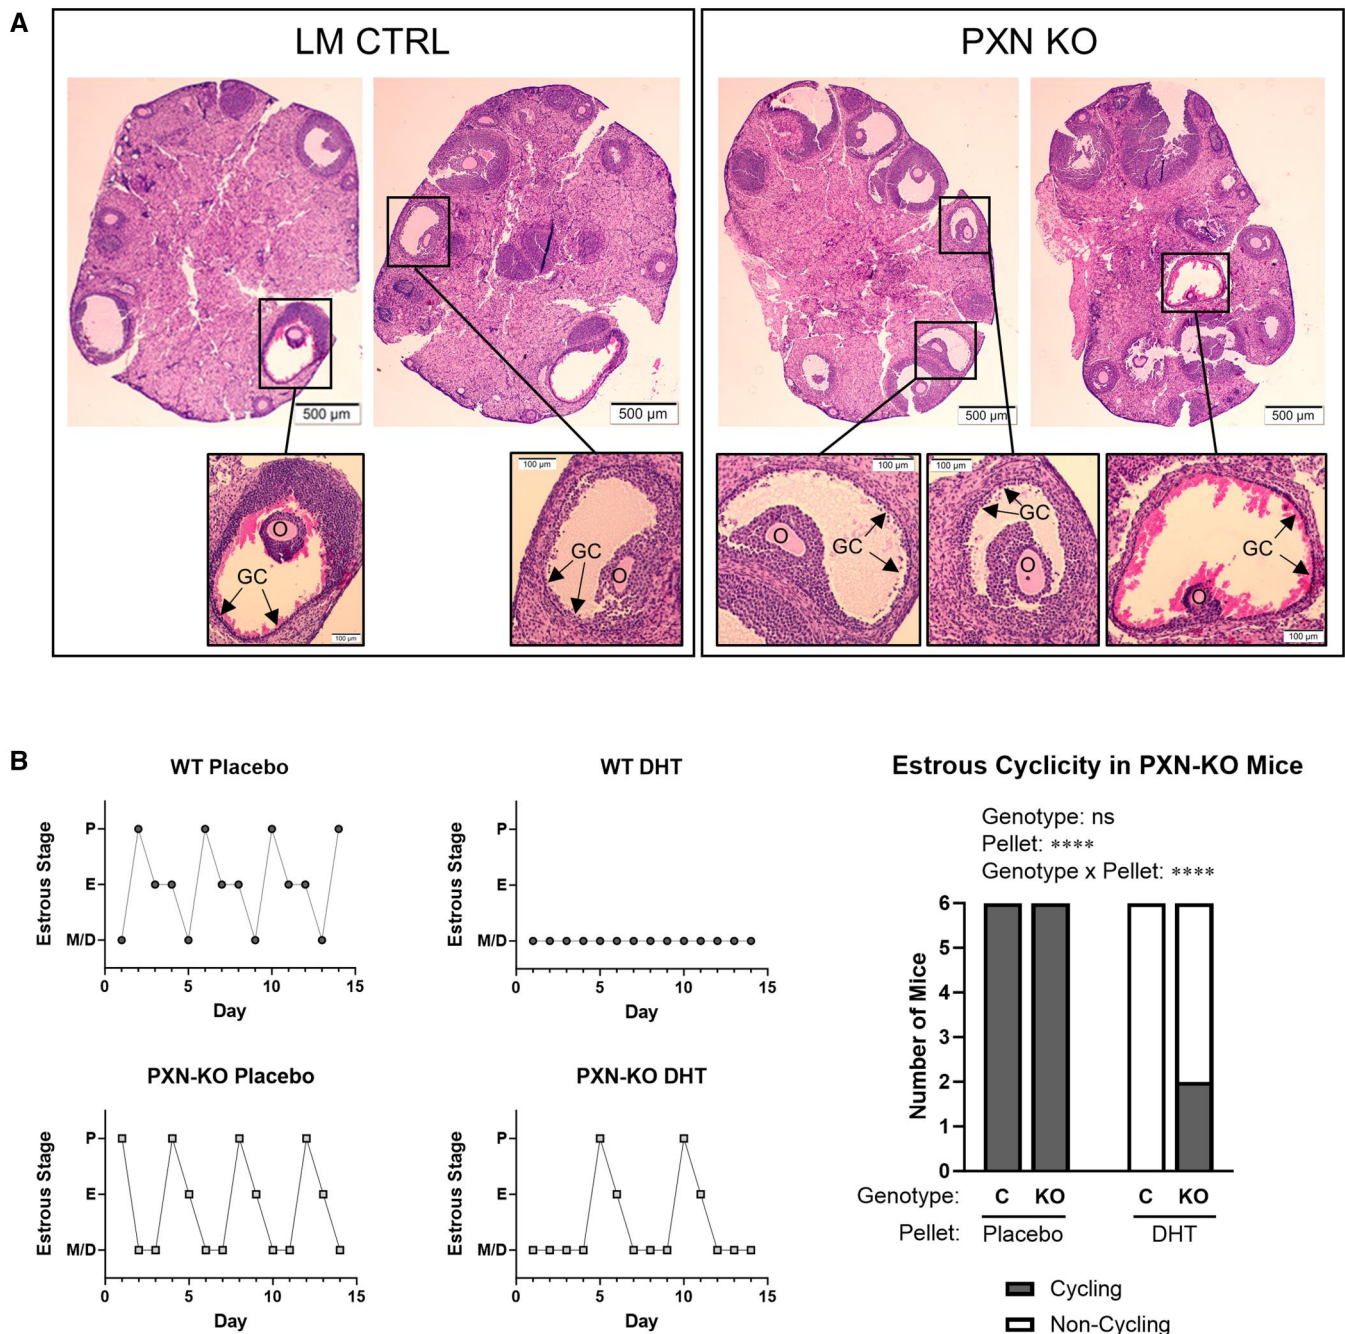 A
LM CTRL
PXN KO
500 µm
500 µm
500 µm
500 µm
O
GC
100 µm
100 µm
GC
O
100 µm
O
GC
100 µm
GC
O
GC
O
100 µm
B
WT Placebo
Estrous Stage
P
E
M/D
0
5
10
15
Day
WT DHT
Estrous Stage
P
E
M/D
0
5
10
15
Day
PXN-KO Placebo
Estrous Stage
P
E
M/D
0
5
10
15
Day
PXN-KO DHT
Estrous Stage
P
E
M/D
0
5
10
15
Day
Estrous Cyclicity in PXN-KO Mice
Genotype: ns
Pellet: ****
Genotype x Pellet: ****
Number of Mice
6
5
4
3
2
1
0
Genotype: C KO C KO
Pellet: Placebo DHT
Cycling
Non-Cycling